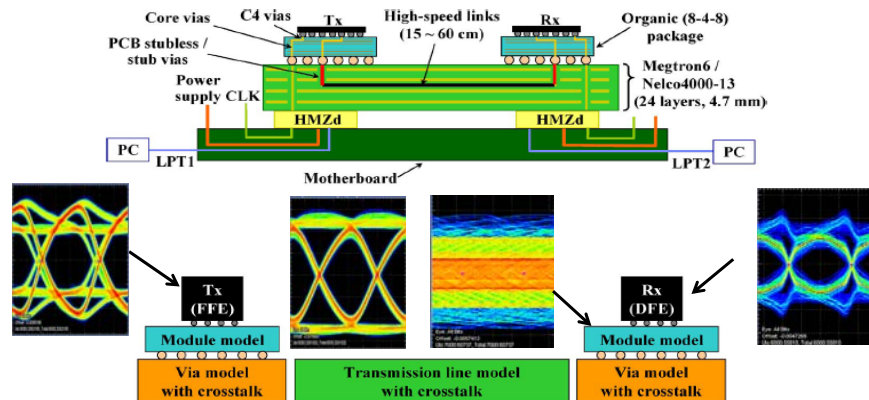 Core vias
C4 vias
Tx
High-speed links
(15 ~ 60 cm)
Rx
Organic (8-4-8)
package
PCB stubless /
stub vias
Power
supply
CLK
Megtron6 /
Nelco4000-13
(24 layers, 4.7 mm)
HMZd
HMZd
PC
LPT1
LPT2
PC
Motherboard
Tx
(FFE)
Rx
(DFE)
Module model
Module model
Via model
with crosstalk
Transmission line model
with crosstalk
Via model
with crosstalk